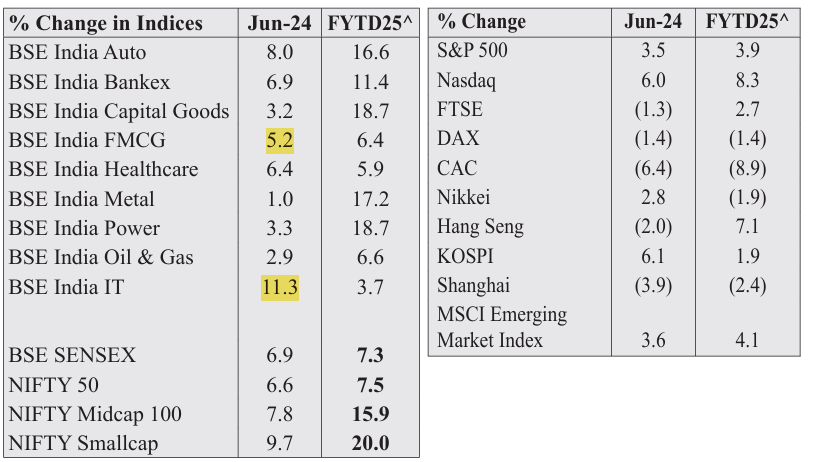 % Change in Indices Jun-24 FYTD25^
BSE India Auto 8.0 16.6
BSE India Bankex 6.9 11.4
BSE India Capital Goods 3.2 18.7
BSE India FMCG 5.2 6.4
BSE India Healthcare 6.4 5.9
BSE India Metal 1.0 17.2
BSE India Power 3.3 18.7
BSE India Oil & Gas 2.9 6.6
BSE India IT 11.3 3.7
BSE SENSEX 6.9 7.3
NIFTY 50 6.6 7.5
NIFTY Midcap 100 7.8 15.9
NIFTY Smallcap 9.7 20.0
% Change Jun-24 FYTD25^
S&P 500 3.5 3.9
Nasdaq 6.0 8.3
FTSE (1.3) 2.7
DAX (1.4) (1.4)
CAC (6.4) (8.9)
Nikkei 2.8 (1.9)
Hang Seng (2.0) 7.1
KOSPI 6.1 1.9
Shanghai (3.9) (2.4)
MSCI Emerging
Market Index 3.6 4.1